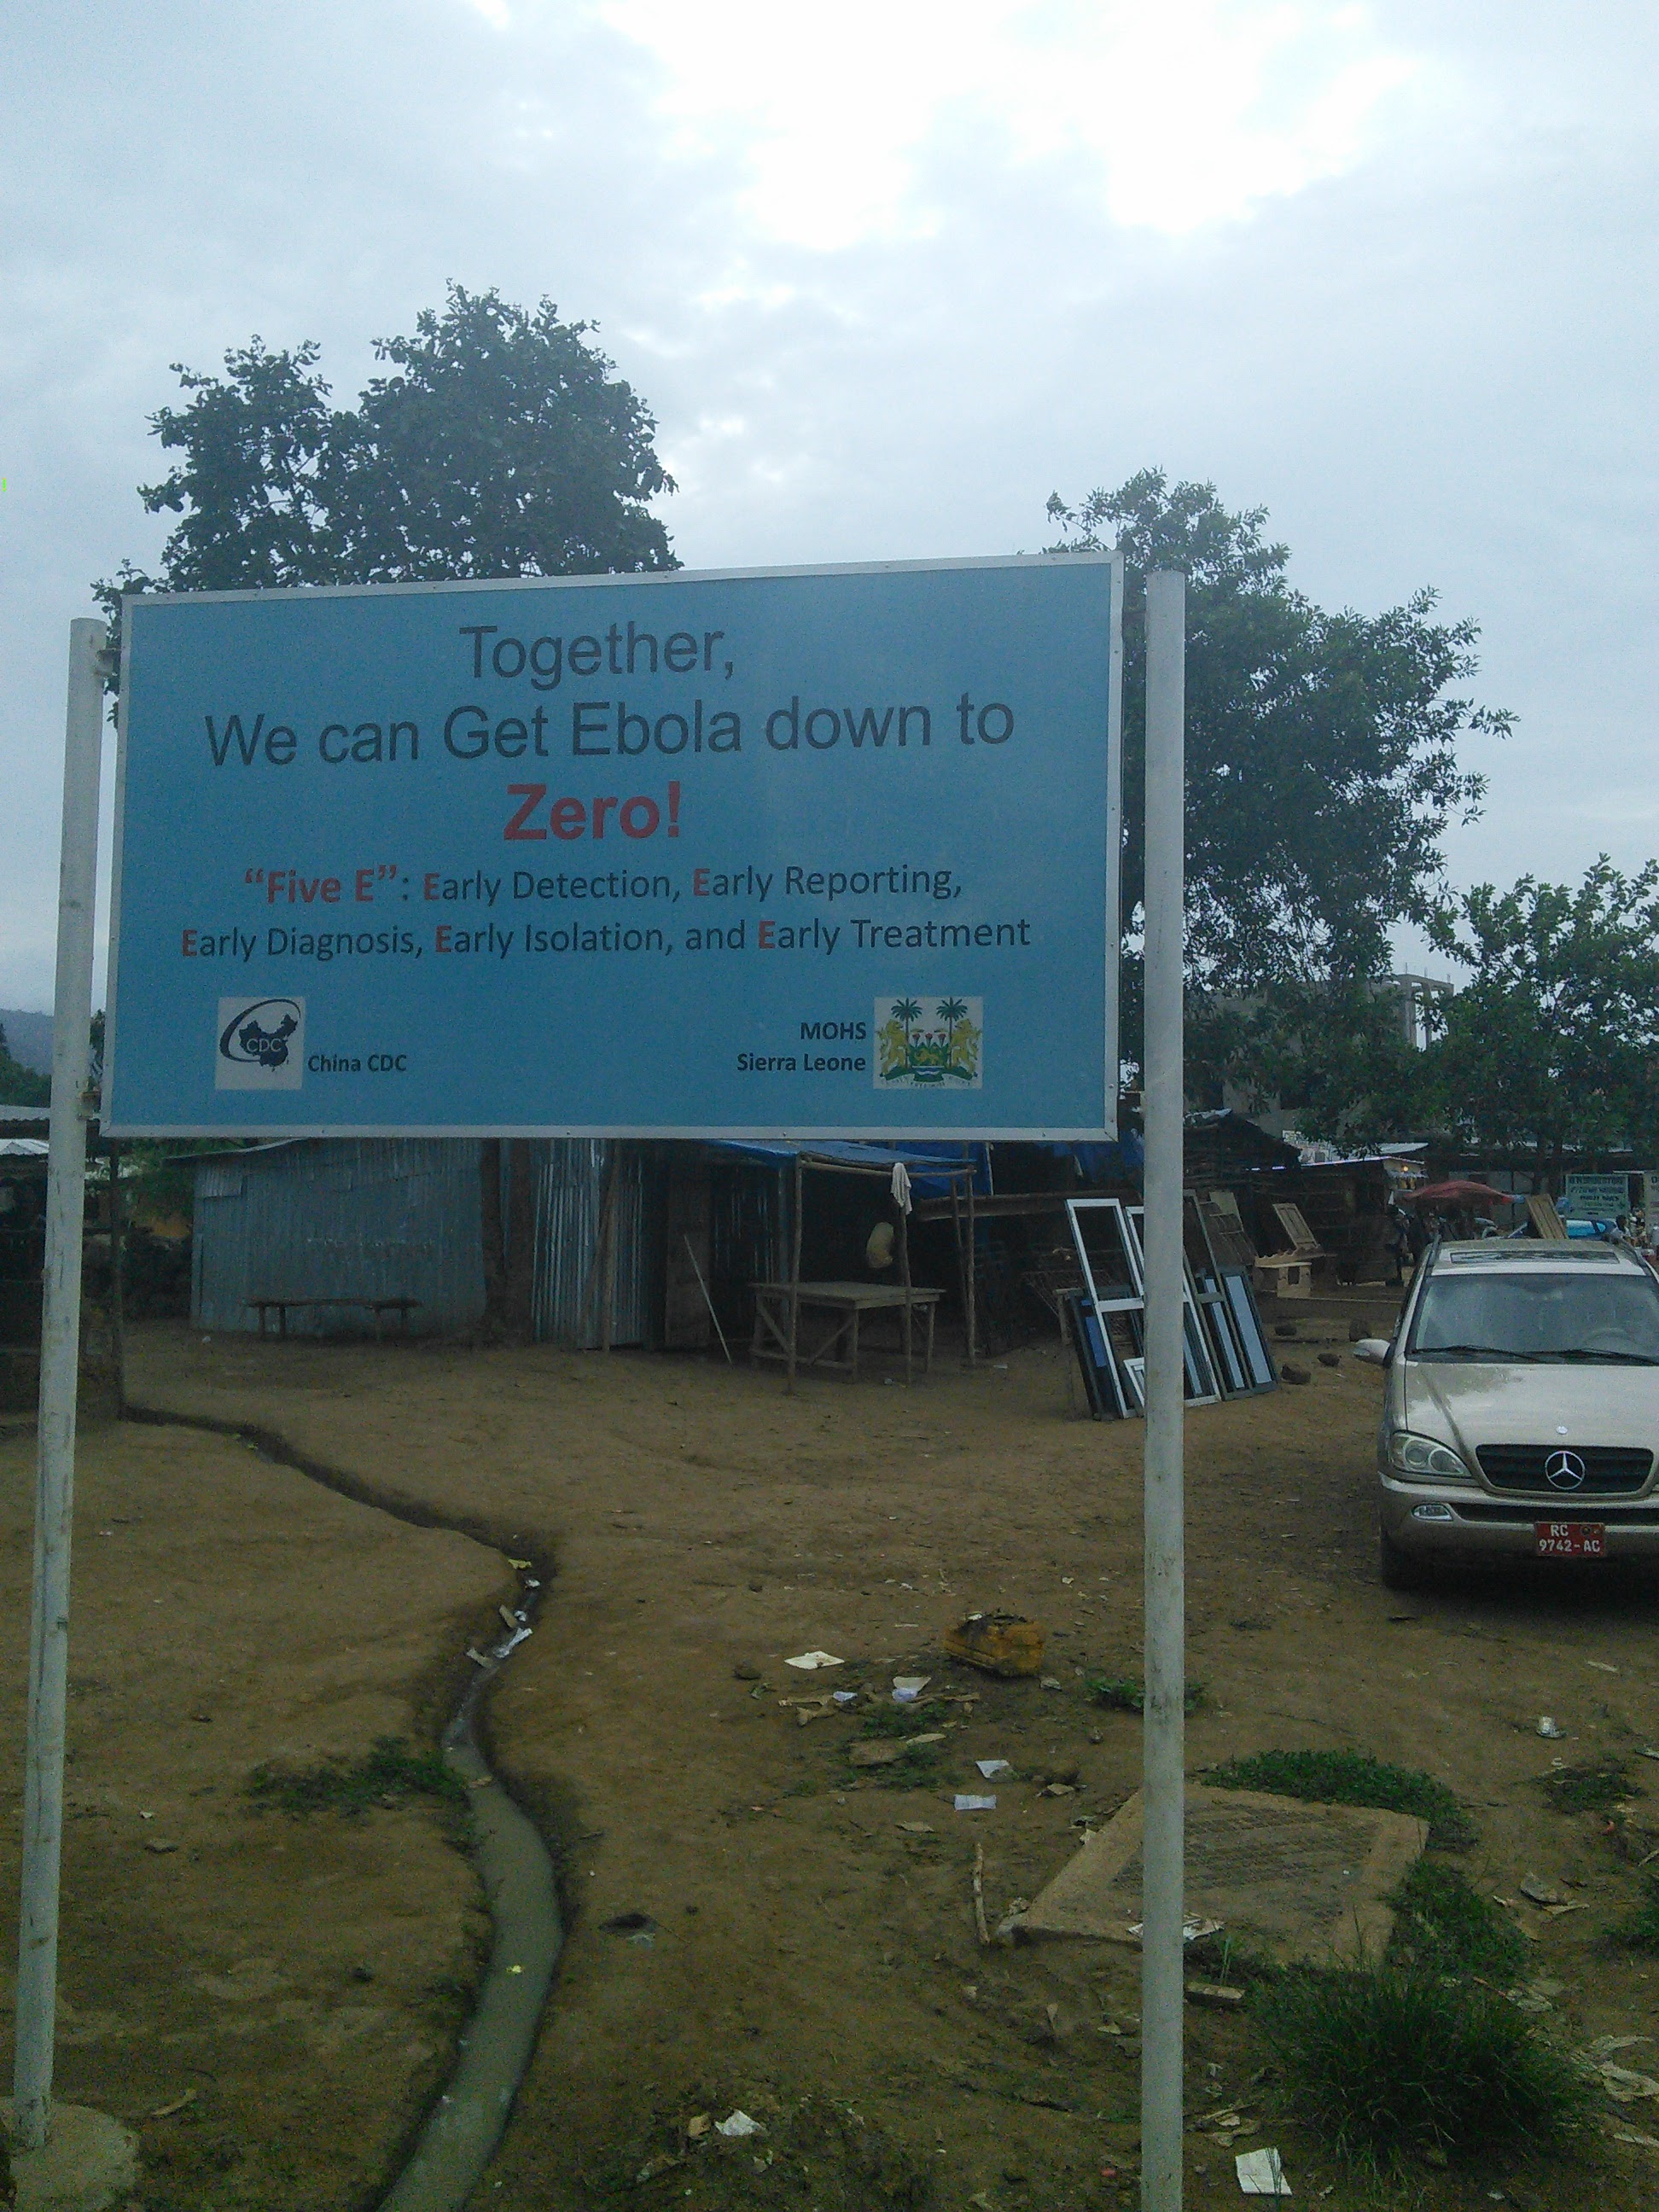 Together,
We can Get Ebola down to
Zero!
“Five E”: Early Detection, Early Reporting,
Early Diagnosis, Early Isolation, and Early Treatment
CDC
China CDC
MOHS
Sierra Leone
RC
9742-AC